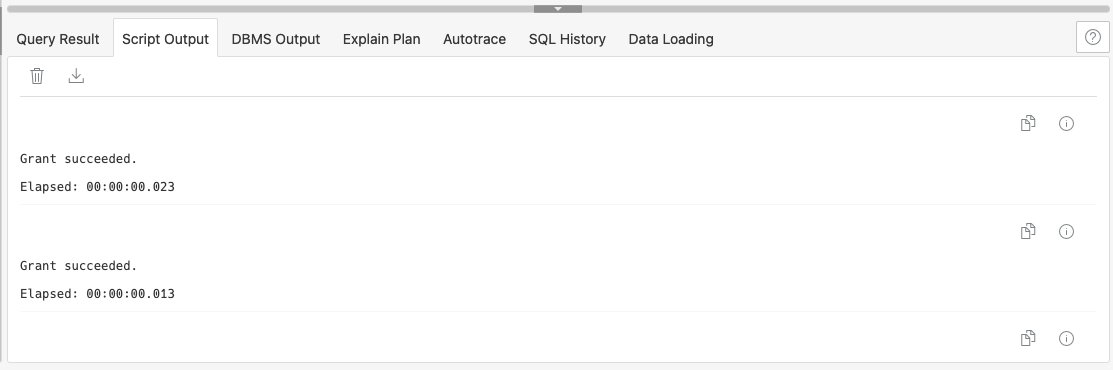 Query Result Script Output DBMS Output Explain Plan Autotrace SQL History Data Loading
Grant succeeded.
Elapsed: 00:00:00.023
Grant succeeded.
Elapsed: 00:00:00.013